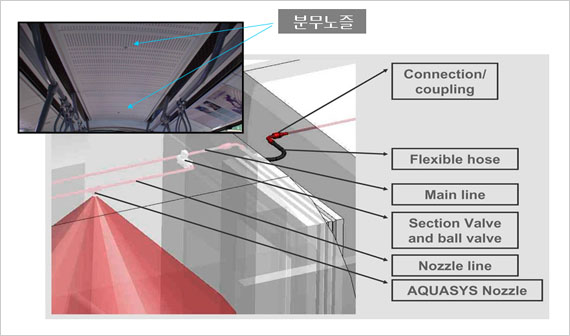 분무노즐
Connection/
coupling
Flexible hose
Main line
Section Valve
and ball valve
Nozzle line
AQUASYS Nozzle